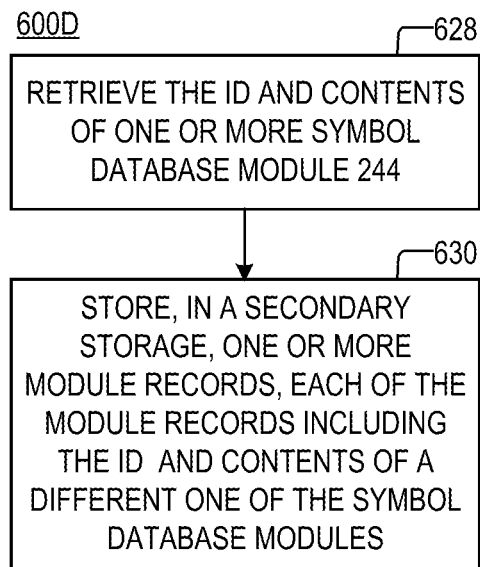 600D
628
RETRIEVE THE ID AND CONTENTS
OF ONE OR MORE SYMBOL
DATABASE MODULE 244
630
STORE, IN A SECONDARY
STORAGE, ONE OR MORE
MODULE RECORDS, EACH OF THE
MODULE RECORDS INCLUDING
THE ID AND CONTENTS OF A
DIFFERENT ONE OF THE SYMBOL
DATABASE MODULES